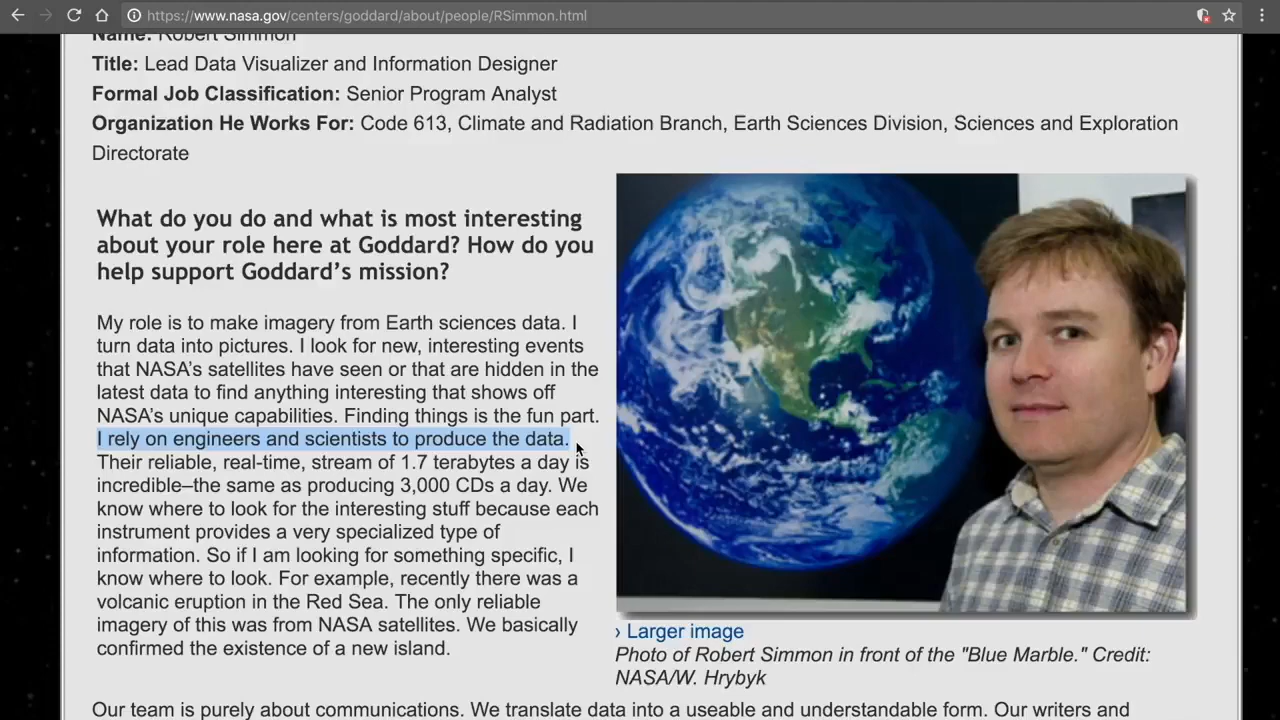 https://www.nasa.gov/centers/goddard/about/people/RSimmon.html
Name: Robert Simmon
Title: Lead Data Visualizer and Information Designer
Formal Job Classification: Senior Program Analyst
Organization He Works For: Code 613, Climate and Radiation Branch, Earth Sciences Division, Sciences and Exploration
Directorate
What do you do and what is most interesting
about your role here at Goddard? How do you
help support Goddard’s mission?
My role is to make imagery from Earth sciences data. I
turn data into pictures. I look for new, interesting events
that NASA’s satellites have seen or that are hidden in the
latest data to find anything interesting that shows off
NASA’s unique capabilities. Finding things is the fun part.
I rely on engineers and scientists to produce the data.
Their reliable, real-time, stream of 1.7 terabytes a day is
incredible–the same as producing 3,000 CDs a day. We
know where to look for the interesting stuff because each
instrument provides a very specialized type of
information. So if I am looking for something specific, I
know where to look. For example, recently there was a
volcanic eruption in the Red Sea. The only reliable
imagery of this was from NASA satellites. We basically
confirmed the existence of a new island.
› Larger image
Photo of Robert Simmon in front of the "Blue Marble." Credit:
NASA/W. Hrybyk
Our team is purely about communications. We translate data into a useable and understandable form. Our writers and